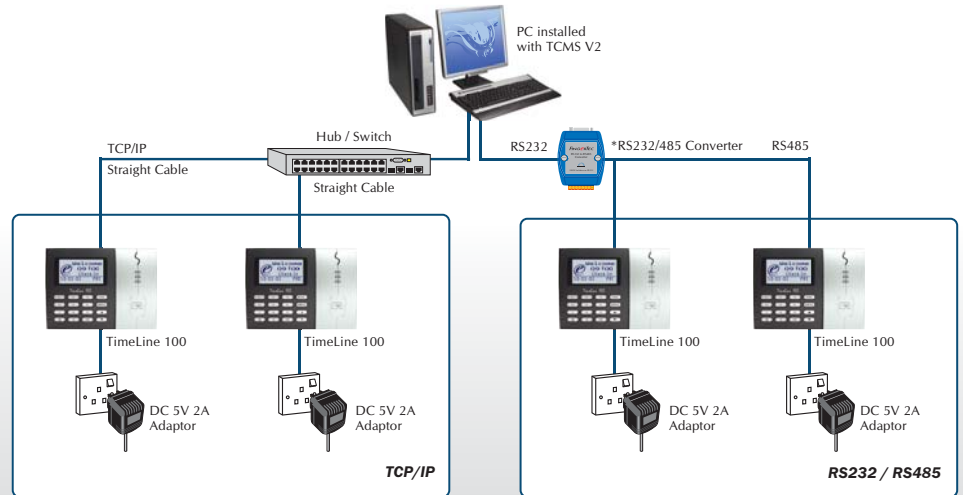 PC installed
with TCMS V2
Hub / Switch
TCP/IP
Straight Cable
Straight Cable
RS232
*RS232/485 Converter
RS485
TimeLine 100
TimeLine 100
TimeLine 100
TimeLine 100
DC 5V 2A
Adaptor
DC 5V 2A
Adaptor
DC 5V 2A
Adaptor
DC 5V 2A
Adaptor
TCP/IP
RS232 / RS485